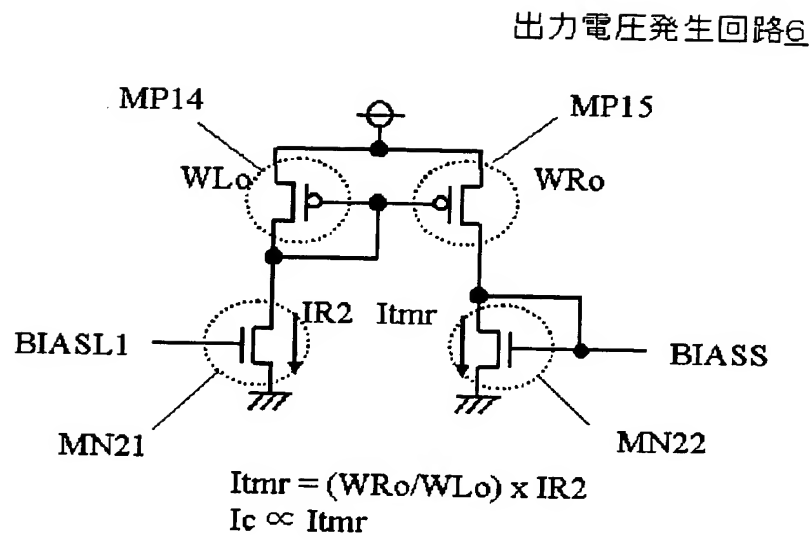 出力電圧発生回路6
MP14 MP15
WLo WRo
IR2 Itmr
BIASL1 BIASS
MN21 MN22
Itmr = (WRo/WLo) x IR2
Ic ∝ Itmr